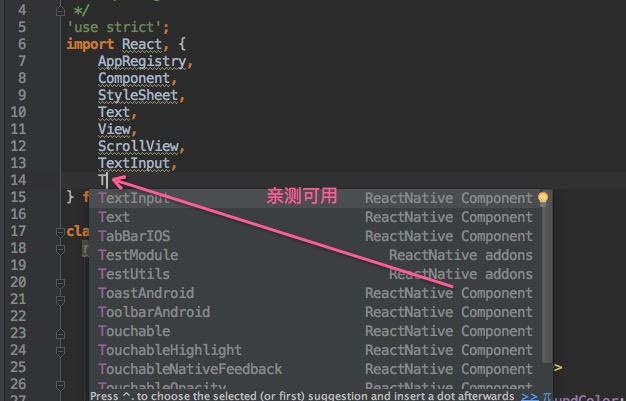 4 */
5 'use strict';
6 import React, {
7 AppRegistry,
8 Component,
9 StyleSheet,
10 Text,
11 View,
12 ScrollView,
13 TextInput,
14 T
亲测可用
15 } f
TextInput ReactNative Component
16 Text ReactNative Component
17 cla TabBarIOS ReactNative Component
18 TestModule ReactNative addons
19 TestUtils ReactNative addons
20 ToastAndroid ReactNative Component
21 ToolbarAndroid ReactNative Component
22
23 Touchable ReactNative Component
24 TouchableHighlight ReactNative Component
25 TouchableNativeFeedback ReactNative Component >
26 TouchableOpacity ReactNative Component
27 Press ^. to choose the selected (or first) suggestion and insert a dot afterwards >> π undColor: